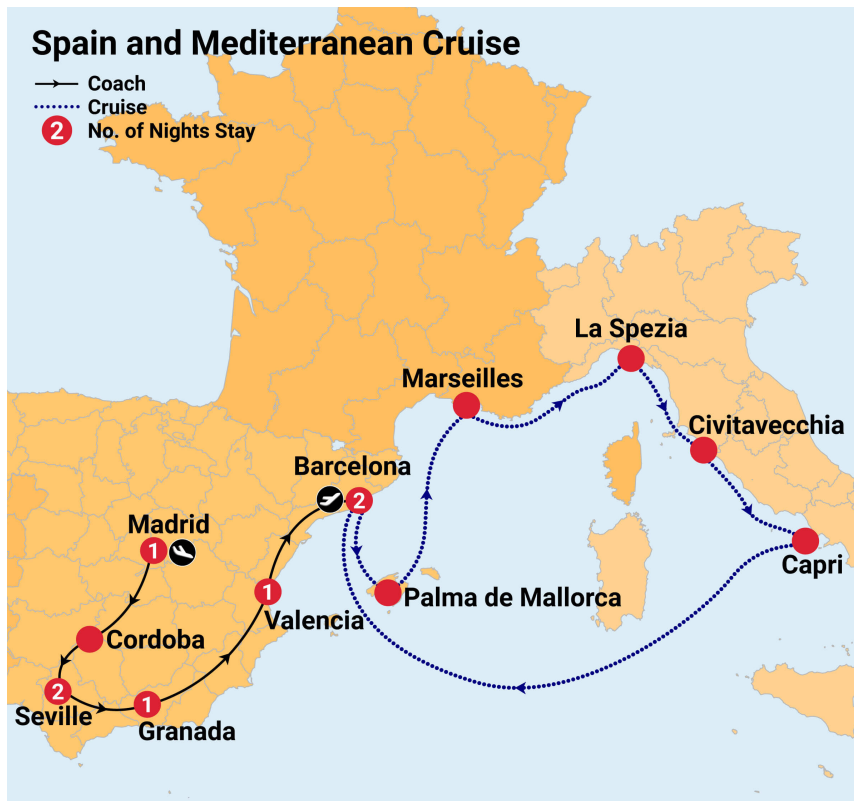 Spain and Mediterranean Cruise
Coach
Cruise
2 No. of Nights Stay
La Spezia
Marseilles
Civitavecchia
Barcelona
2
Madrid
1
Capri
Palma de Mallorca
1
Valencia
Cordoba
2
Seville
1
Granada